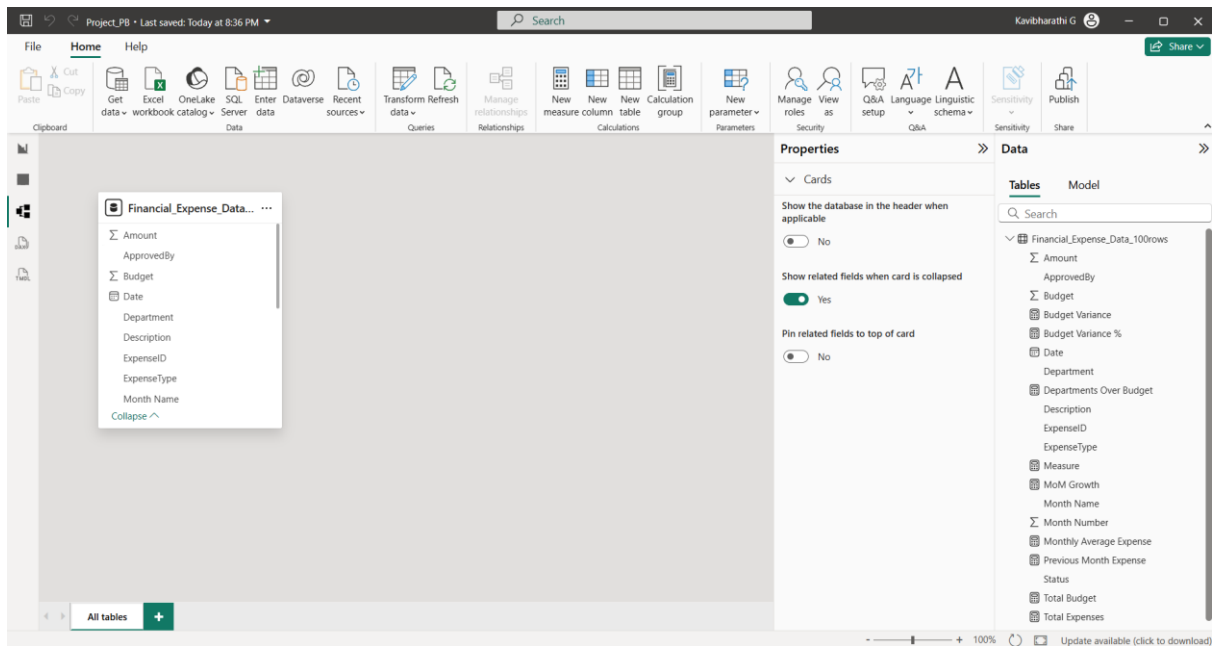 Project_PB • Last saved: Today at 8:36 PM
Search
Kavibharathi G
File Home Help
Share
Paste
Cut
Copy
Clipboard
Get data
Excel workbook
OneLake catalog
SQL Server
Enter data
Dataverse
Recent sources
Data
Transform data
Refresh
Queries
Manage relationships
Relationships
New measure
New column
New table
Calculation group
Calculations
New parameter
Parameters
Manage roles
View as
Security
Q&A setup
Language
Linguistic schema
Q&A
Sensitivity
Sensitivity
Publish
Share
Financial_Expense_Data...
Amount
ApprovedBy
Budget
Date
Department
Description
ExpenseID
ExpenseType
Month Name
Collapse
All tables
Properties
Cards
Show the database in the header when
applicable
No
Show related fields when card is collapsed
Yes
Pin related fields to top of card
No
Data
Tables Model
Search
Financial_Expense_Data_100rows
Amount
ApprovedBy
Budget
Budget Variance
Budget Variance %
Date
Department
Departments Over Budget
Description
ExpenseID
ExpenseType
Measure
MoM Growth
Month Name
Month Number
Monthly Average Expense
Previous Month Expense
Status
Total Budget
Total Expenses
100%
Update available (click to download)